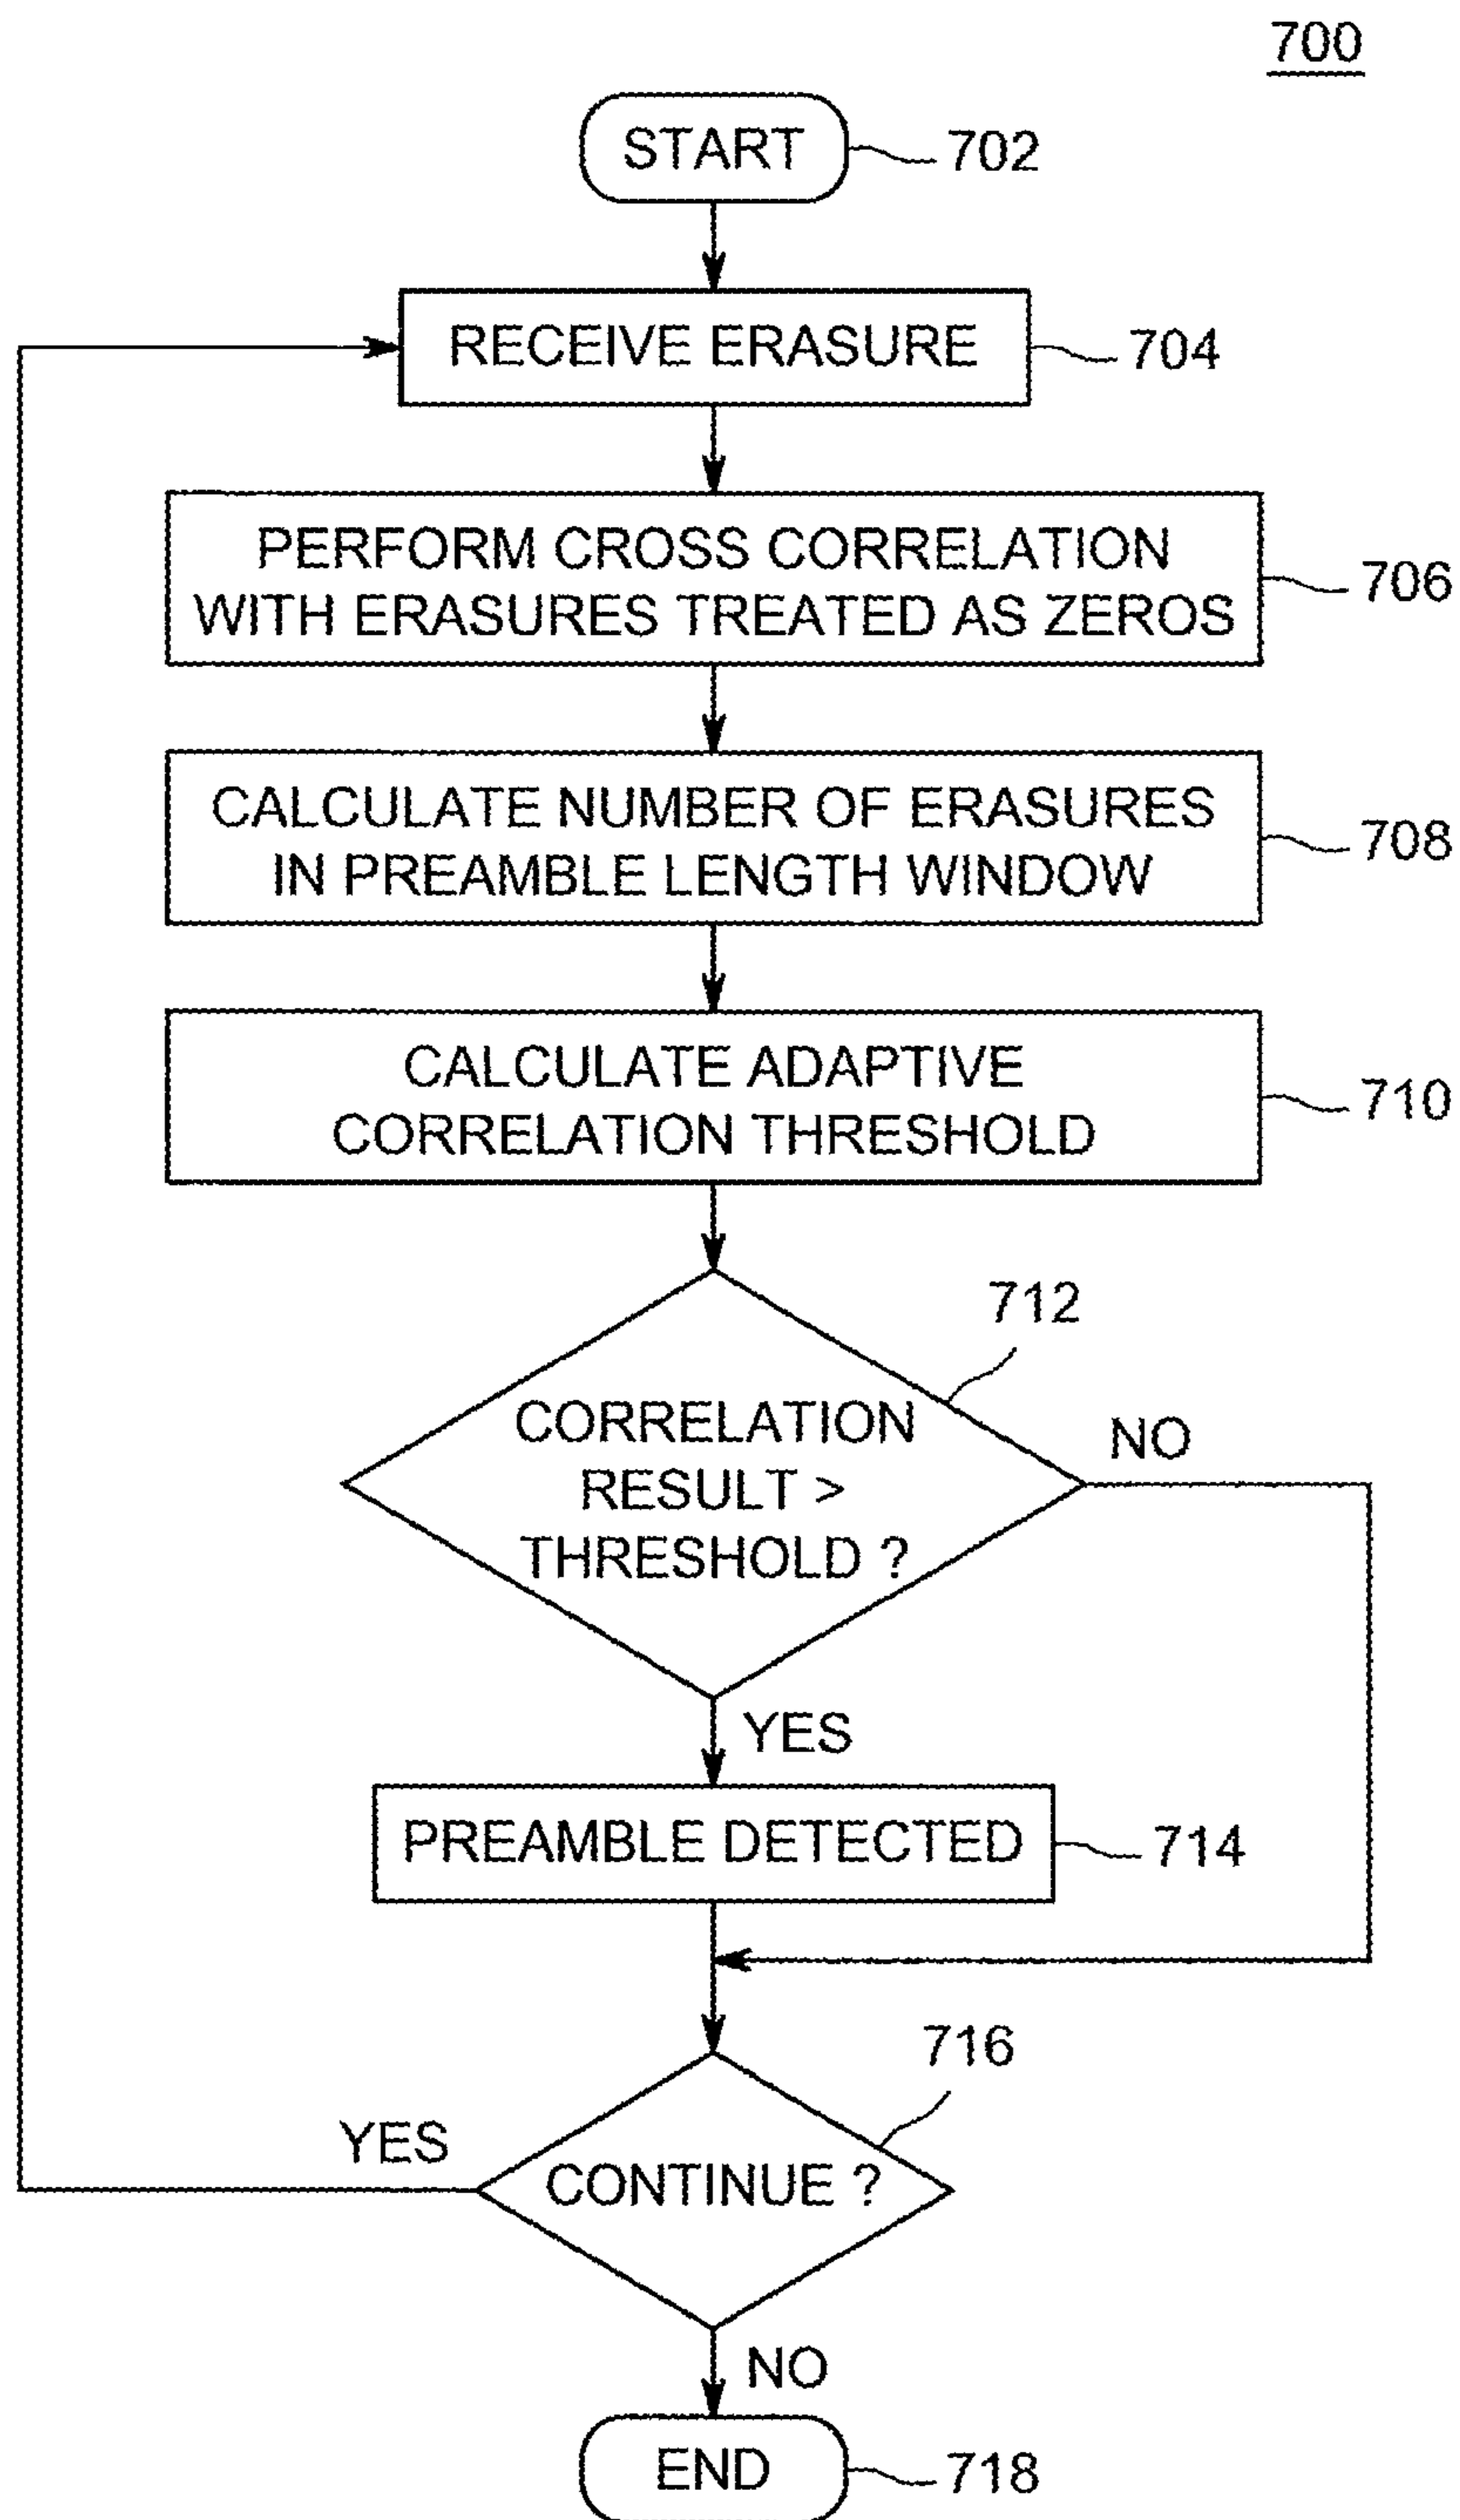 700
START
702
RECEIVE ERASURE
704
PERFORM CROSS CORRELATION
WITH ERASURES TREATED AS ZEROS
706
CALCULATE NUMBER OF ERASURES
IN PREAMBLE LENGTH WINDOW
708
CALCULATE ADAPTIVE
CORRELATION THRESHOLD
710
712
CORRELATION
RESULT >
THRESHOLD ?
NO
YES
PREAMBLE DETECTED
714
716
YES
CONTINUE ?
NO
END
718